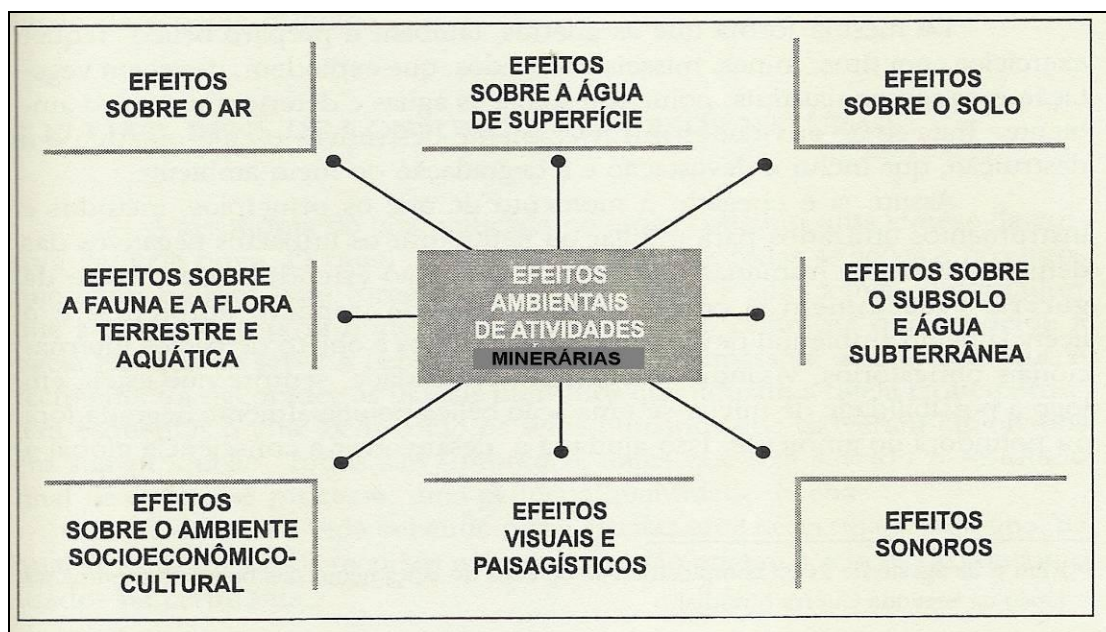 EFEITOS
SOBRE O AR
EFEITOS
SOBRE A ÁGUA
DE SUPERFÍCIE
EFEITOS
SOBRE O SOLO
EFEITOS SOBRE
A FAUNA E A FLORA
TERRESTRE E
AQUÁTICA
EFEITOS
AMBIENTAIS
DE ATIVIDADES
MINERÁRIAS
EFEITOS SOBRE
O SUBSOLO
E ÁGUA
SUBTERRÂNEA
EFEITOS
SOBRE O AMBIENTE
SOCIOECONÔMICO-
CULTURAL
EFEITOS
VISUAIS E
PAISAGÍSTICOS
EFEITOS
SONOROS